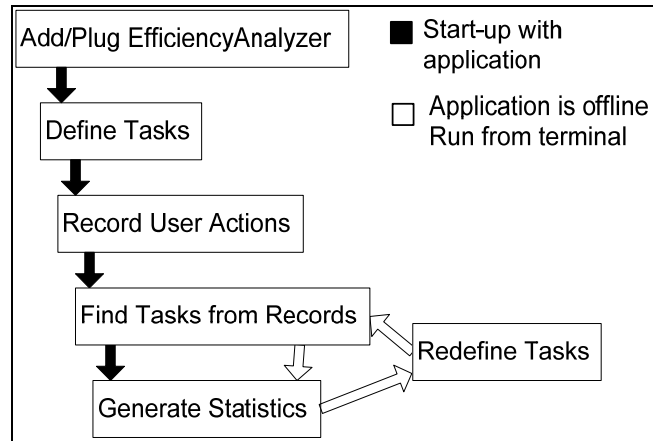 Add/Plug EfficiencyAnalyzer
Start-up with
application
Define Tasks
Application is offline
Run from terminal
Record User Actions
Find Tasks from Records
Redefine Tasks
Generate Statistics